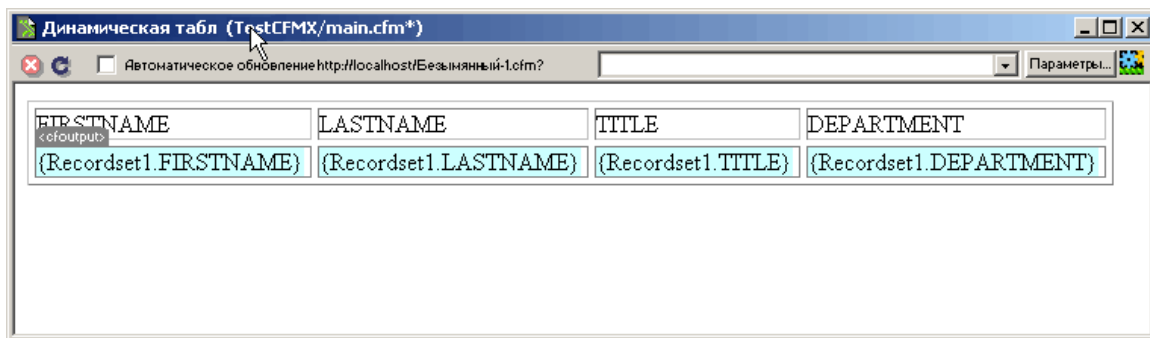 Динамическая табл (TestCFMX/main.cfm*)
Автоматическое обновление http://localhost/Безымянный-1.cfm? Параметры...
FIRSTNAME LASTNAME TITLE DEPARTMENT
<cfoutput>
{Recordset1.FIRSTNAME} {Recordset1.LASTNAME} {Recordset1.TITLE} {Recordset1.DEPARTMENT}